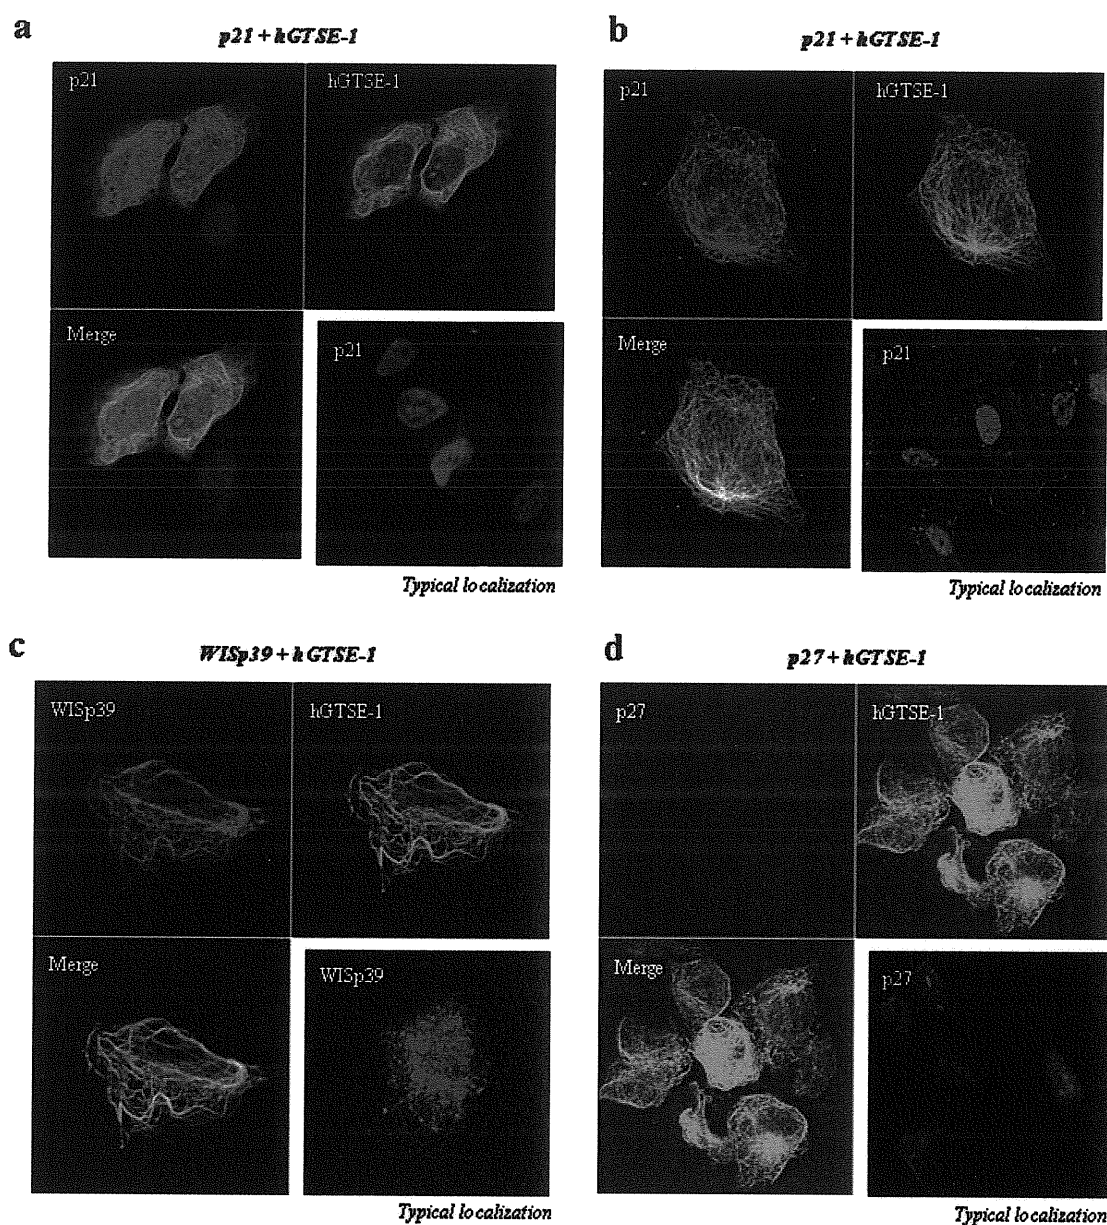 a
p21 + hGTSE-1
p21
hGTSE-1
Merge
p21
Typical localization
b
p21 + hGTSE-1
p21
hGTSE-1
Merge
p21
Typical localization
c
WISp39 + hGTSE-1
WISp39
hGTSE-1
Merge
WISp39
Typical localization
d
p27 + hGTSE-1
p27
hGTSE-1
Merge
p27
Typical localization